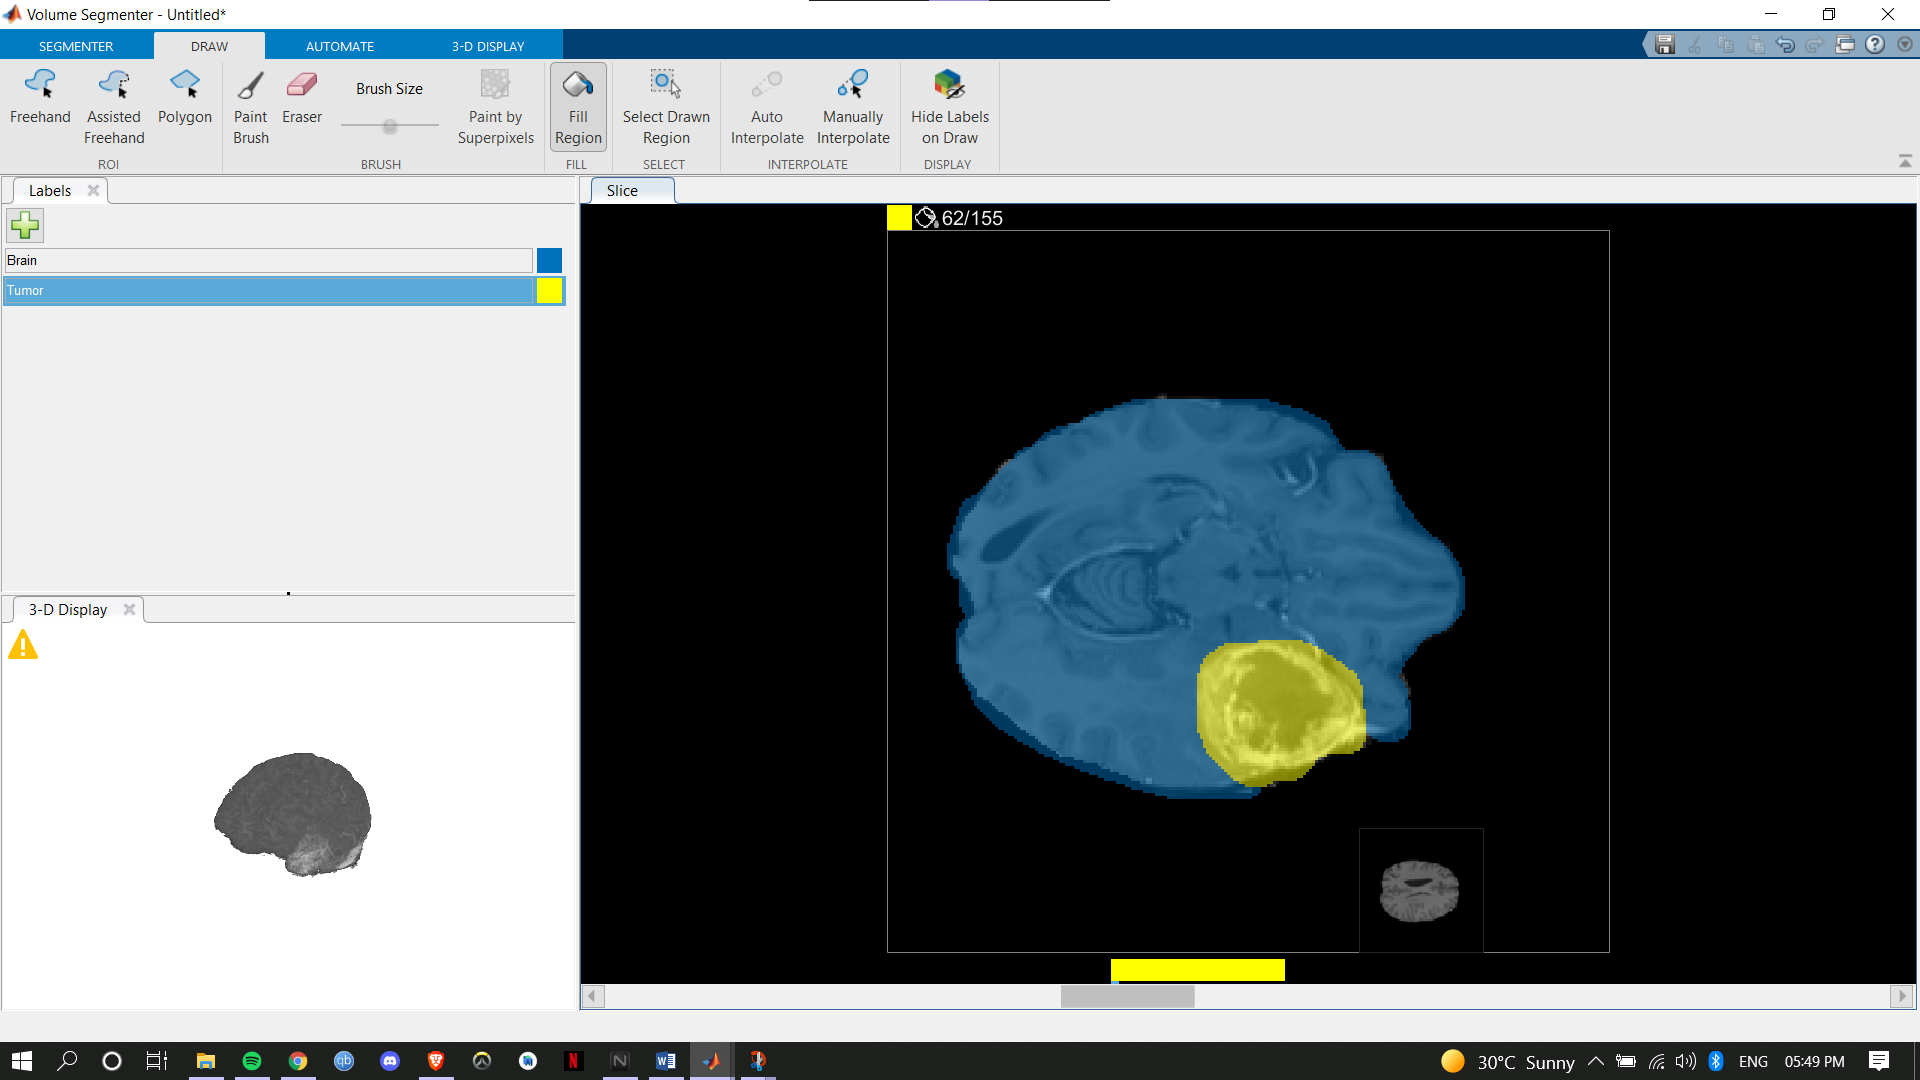 Volume Segmenter - Untitled*
SEGMENTER DRAW AUTOMATE 3-D DISPLAY
Freehand Assisted Freehand Polygon
ROI
Paint Brush Eraser Brush Size Paint by Superpixels
BRUSH
Fill Region
FILL
Select Drawn Region
SELECT
Auto Interpolate Manually Interpolate
INTERPOLATE
Hide Labels on Draw
DISPLAY
Labels
Brain
Tumor
3-D Display
Slice
62/155
30°C Sunny ENG 05:49 PM